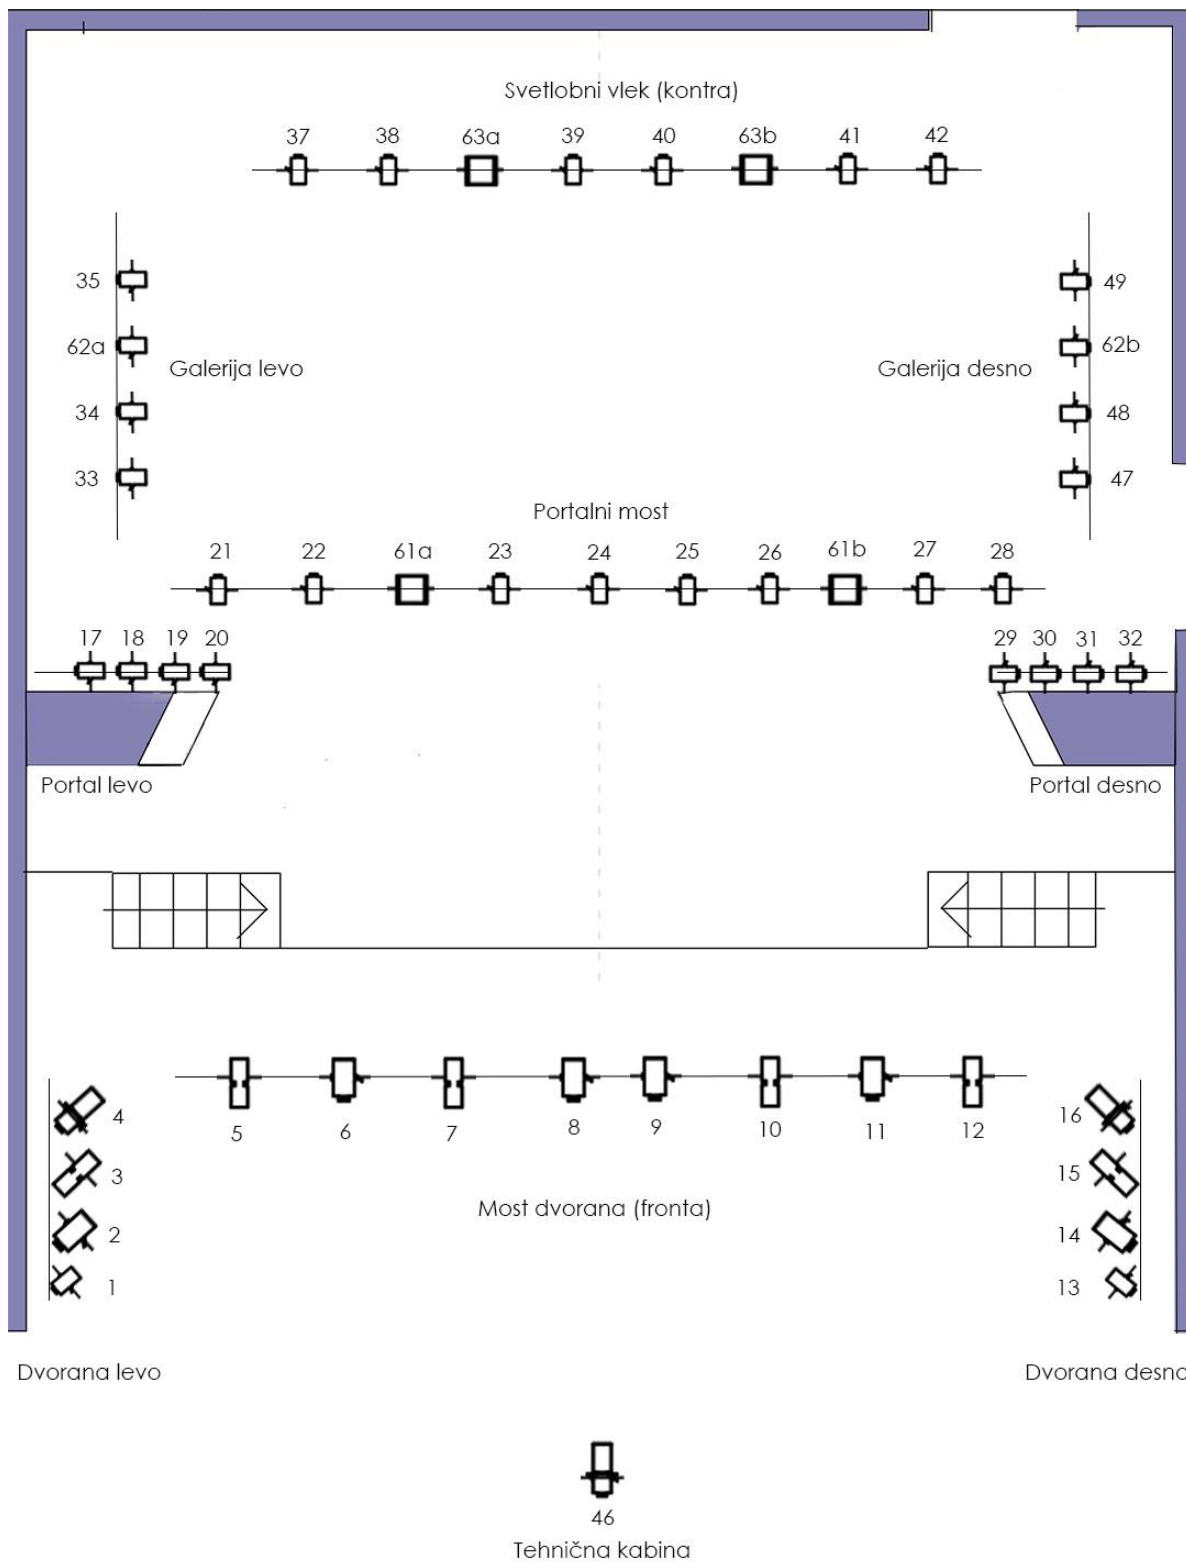 Svetlobni vlek (kontra)
37 38 63a 39 40 63b 41 42
35 49
62a 62b
Galerija levo Galerija desno
34 48
33 47
Portalni most
21 22 61a 23 24 25 26 61b 27 28
17 18 19 20 29 30 31 32
Portal levo Portal desno
4 16
5 6 7 8 9 10 11 12
3 15
Most dvorana (fronta)
2 14
1 13
Dvorana levo Dvorana desno
46
Tehnična kabina